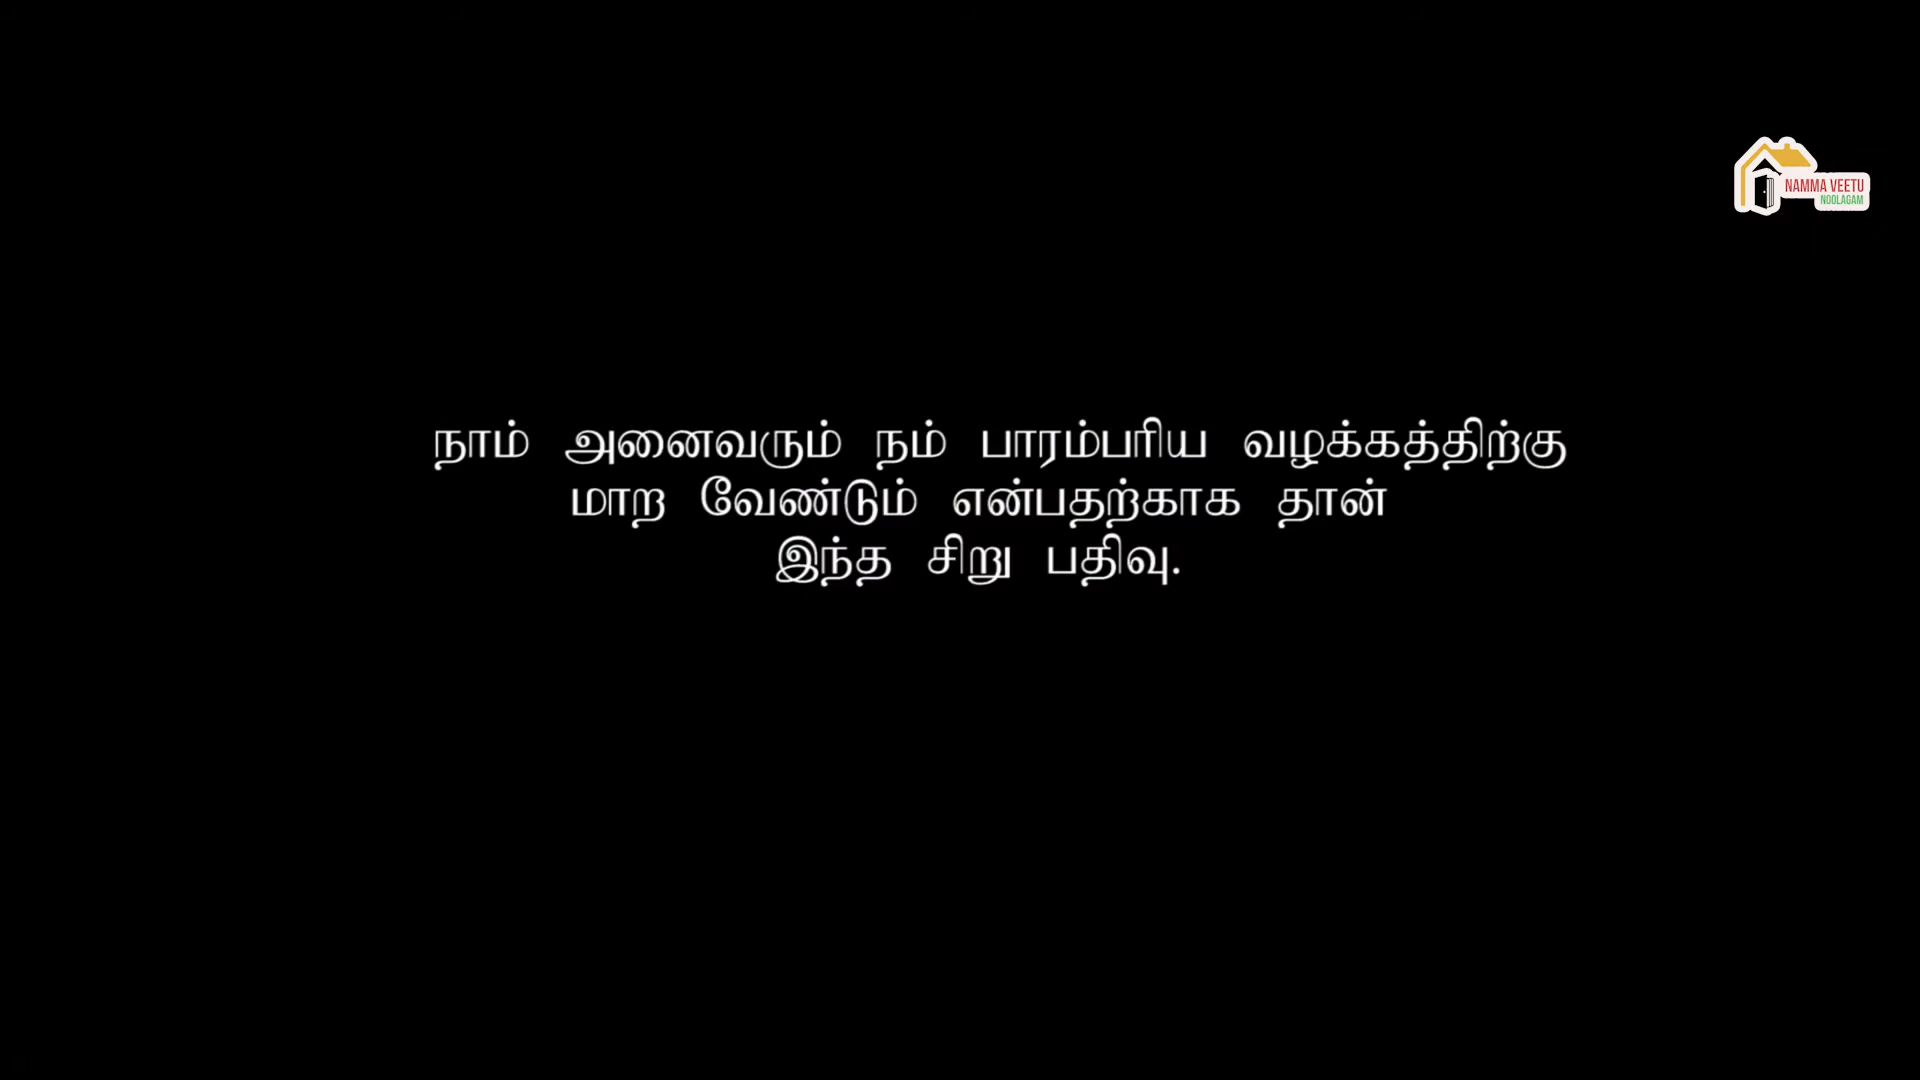 NAMMA VEETU
NOOLAGAM
நாம் அனைவரும் நம் பாரம்பரிய வழக்கத்திற்கு
மாற வேண்டும் என்பதற்காக தான்
இந்த சிறு பதிவு.